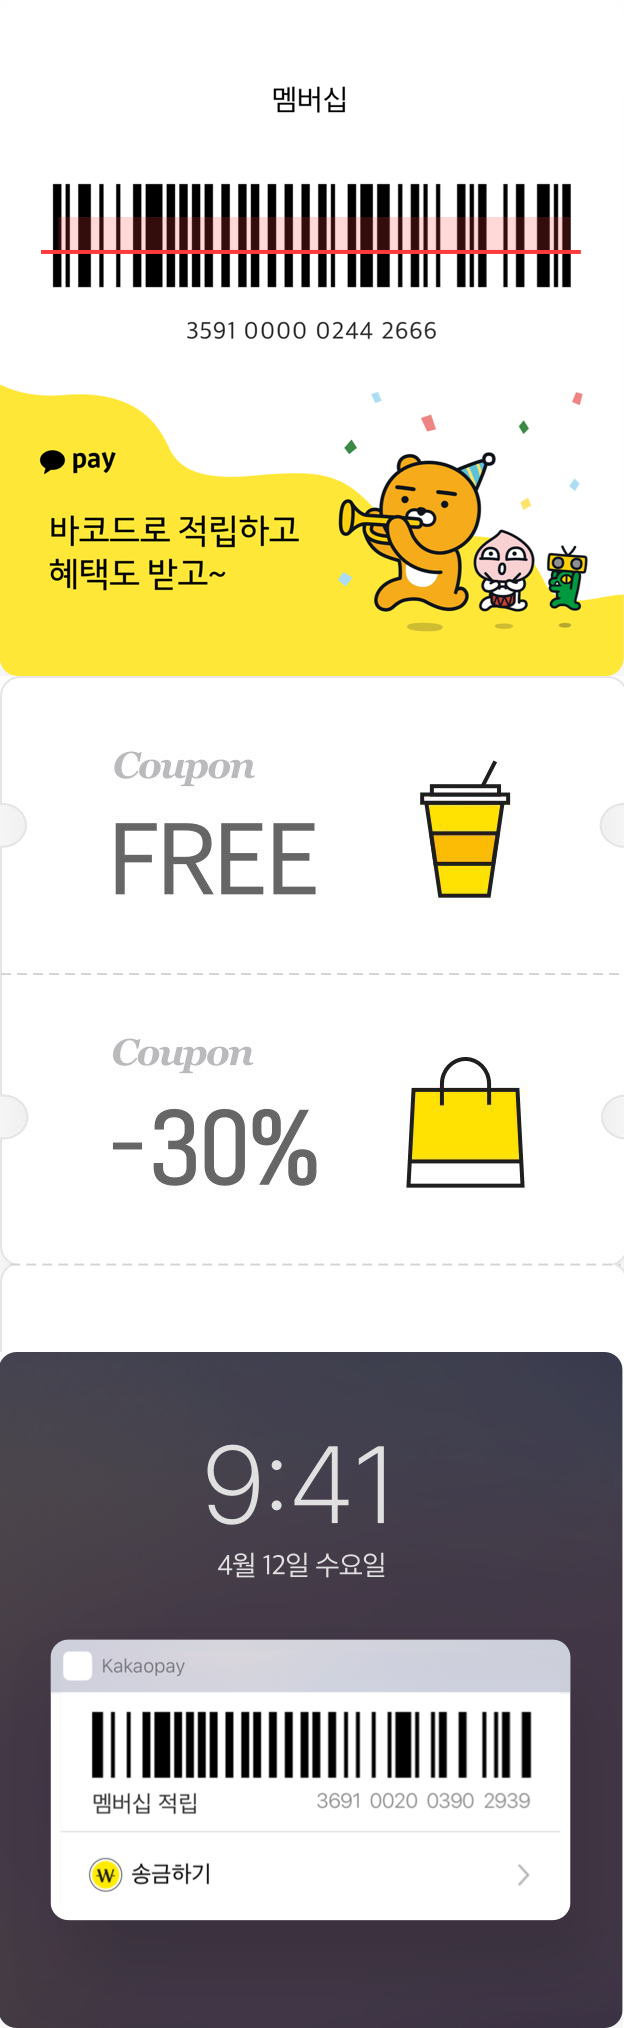 멤버십
3591 0000 0244 2666
pay
바코드로 적립하고
혜택도 받고~
Coupon
FREE
Coupon
-30%
9:41
4월 12일 수요일
Kakaopay
멤버십 적립 3691 0020 0390 2939
₩ 송금하기